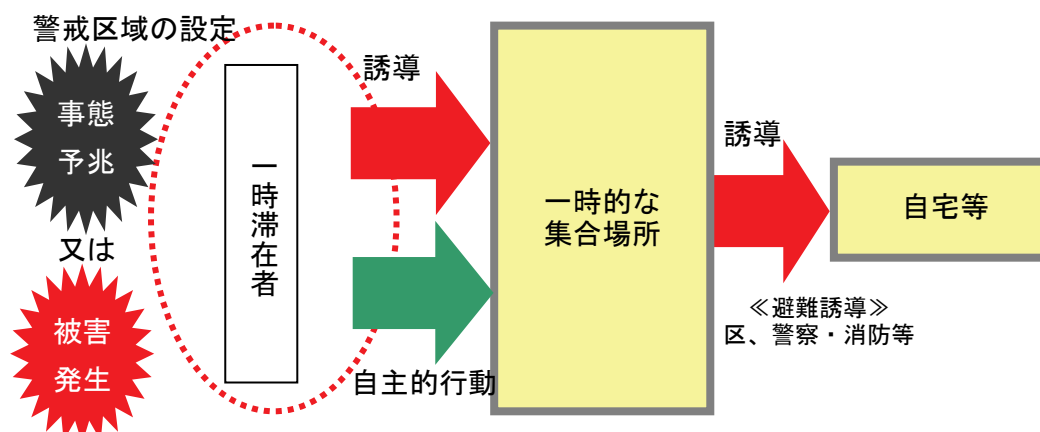 警戒区域の設定
事態
予兆
又は
被害
発生
一時滞在者
誘導
自主的行動
一時的な
集合場所
誘導
≪避難誘導≫
区、警察・消防等
自宅等